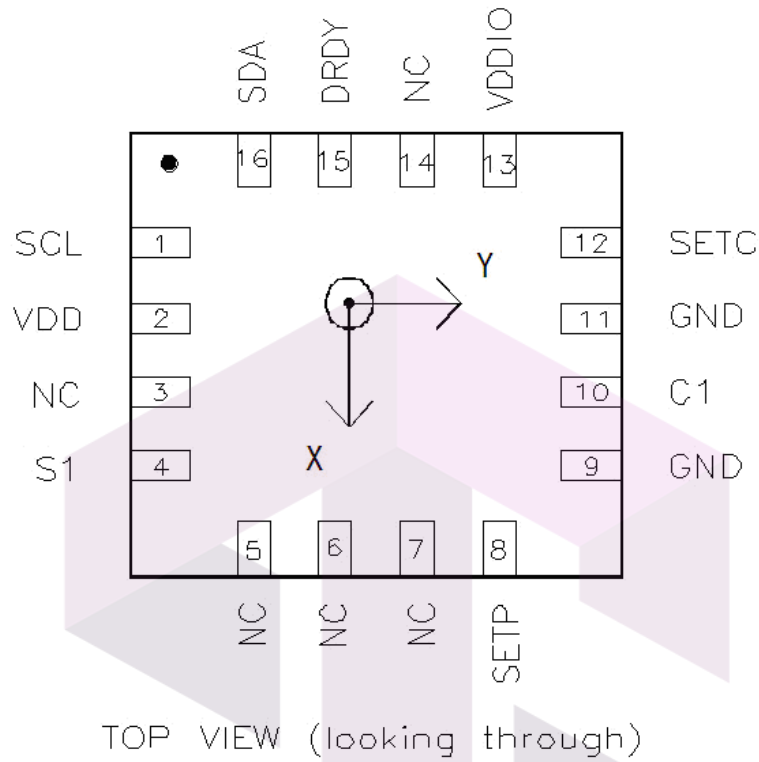 SDA DRDY NC VDDIO
16 15 14 13
SCL 1 12 SETC
Y
VDD 2 11 GND
NC 3 10 C1
X
S1 4 9 GND
5 6 7 8
NC NC NC SETP
TOP VIEW (looking through)